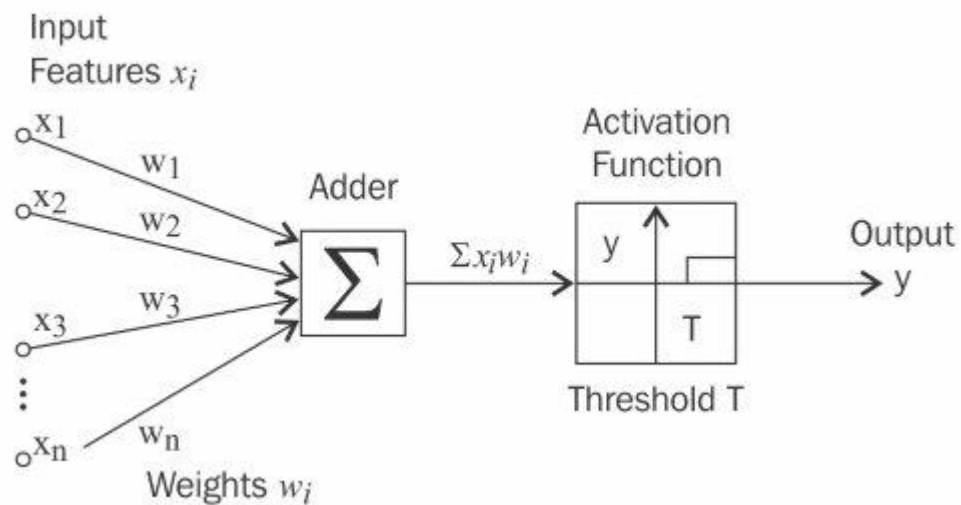 Input
Features xᵢ
x₁
w₁
x₂
w₂
x₃
w₃
⋮
xₙ
wₙ
Weights wᵢ
Adder
Σ
Σxᵢwᵢ
Activation
Function
y
T
Threshold T
Output
y